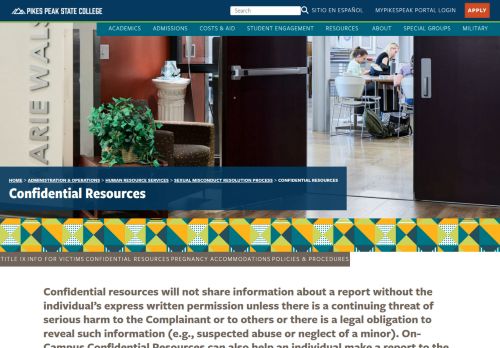 PIKES PEAK STATE COLLEGE
Search
SITIO EN ESPAÑOL
MYPIKESPEAK PORTAL LOGIN
APPLY
ACADEMICS ADMISSIONS COSTS & AID STUDENT ENGAGEMENT RESOURCES ABOUT SPECIAL GROUPS MILITARY
ARIE WAL
HOME > ADMINISTRATION & OPERATIONS > HUMAN RESOURCE SERVICES > SEXUAL MISCONDUCT RESOLUTION PROCESS > CONFIDENTIAL RESOURCES
Confidential Resources
TITLE IX INFO FOR VICTIMS CONFIDENTIAL RESOURCES PREGNANCY ACCOMMODATIONS POLICIES & PROCEDURES
Confidential resources will not share information about a report without the
individual's express written permission unless there is a continuing threat of
serious harm to the Complainant or to others or there is a legal obligation to
reveal such information (e.g., suspected abuse or neglect of a minor). On-
Campus Confidential Resources can also help an individual make a report to the